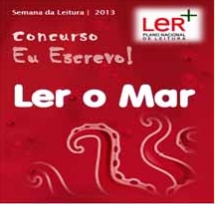 Semana da Leitura | 2013
LER+
PLANO NACIONAL
DE LEITURA
Concurso
Eu Escrevo!
Ler o Mar